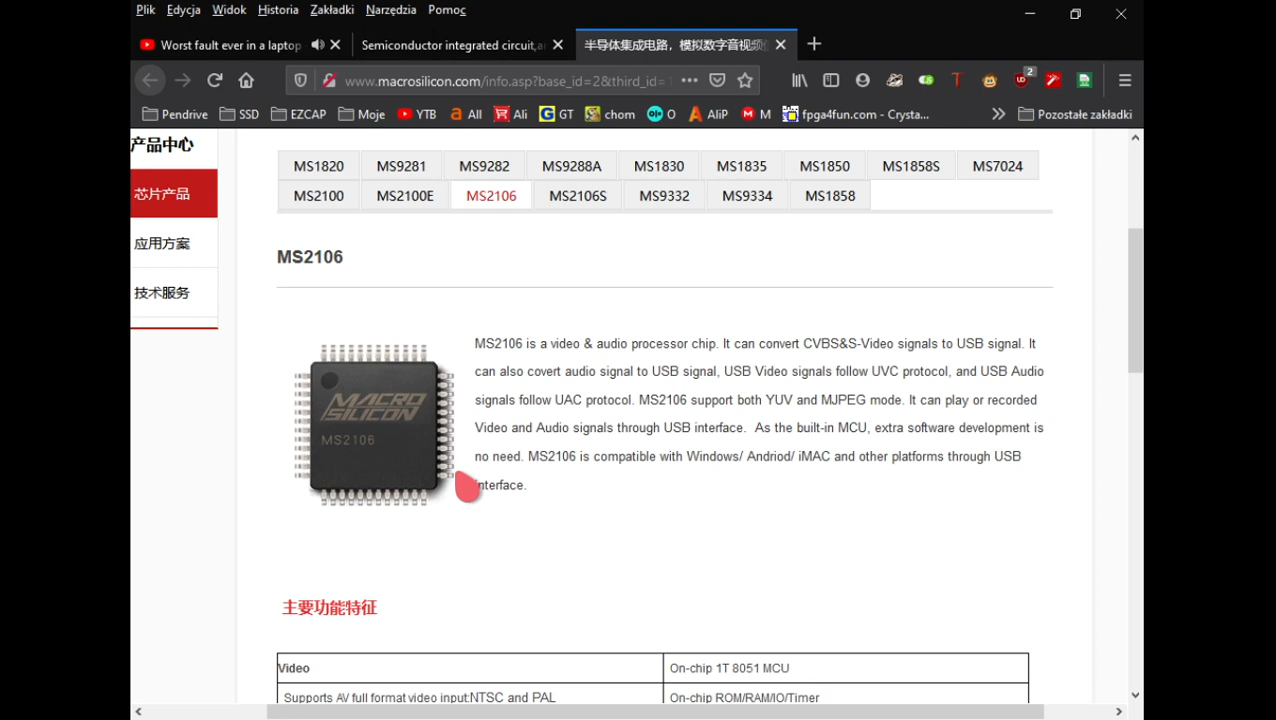 Plik Edycja Widok Historia Zakładki Narzędzia Pomoc
Worst fault ever in a laptop
Semiconductor integrated circuit,a
半导体集成电路，模拟数字音视频
www.macrosilicon.com/info.asp?base_id=2&third_id=
2
Pendrive SSD EZCAP Moje YTB All Ali GT chom O AliP M fpga4fun.com - Crysta... Pozostałe zakładki
产品中心
芯片产品
应用方案
技术服务
MS1820 MS9281 MS9282 MS9288A MS1830 MS1835 MS1850 MS1858S MS7024
MS2100 MS2100E MS2106 MS2106S MS9332 MS9334 MS1858
MS2106
MACRO
SILICON
MS2106
MS2106 is a video & audio processor chip. It can convert CVBS&S-Video signals to USB signal. It
can also covert audio signal to USB signal, USB Video signals follow UVC protocol, and USB Audio
signals follow UAC protocol. MS2106 support both YUV and MJPEG mode. It can play or recorded
Video and Audio signals through USB interface. As the built-in MCU, extra software development is
no need. MS2106 is compatible with Windows/ Andriod/ iMAC and other platforms through USB
interface.
主要功能特征
Video On-chip 1T 8051 MCU
Supports AV full format video input:NTSC and PAL On-chip ROM/RAM/IO/Timer